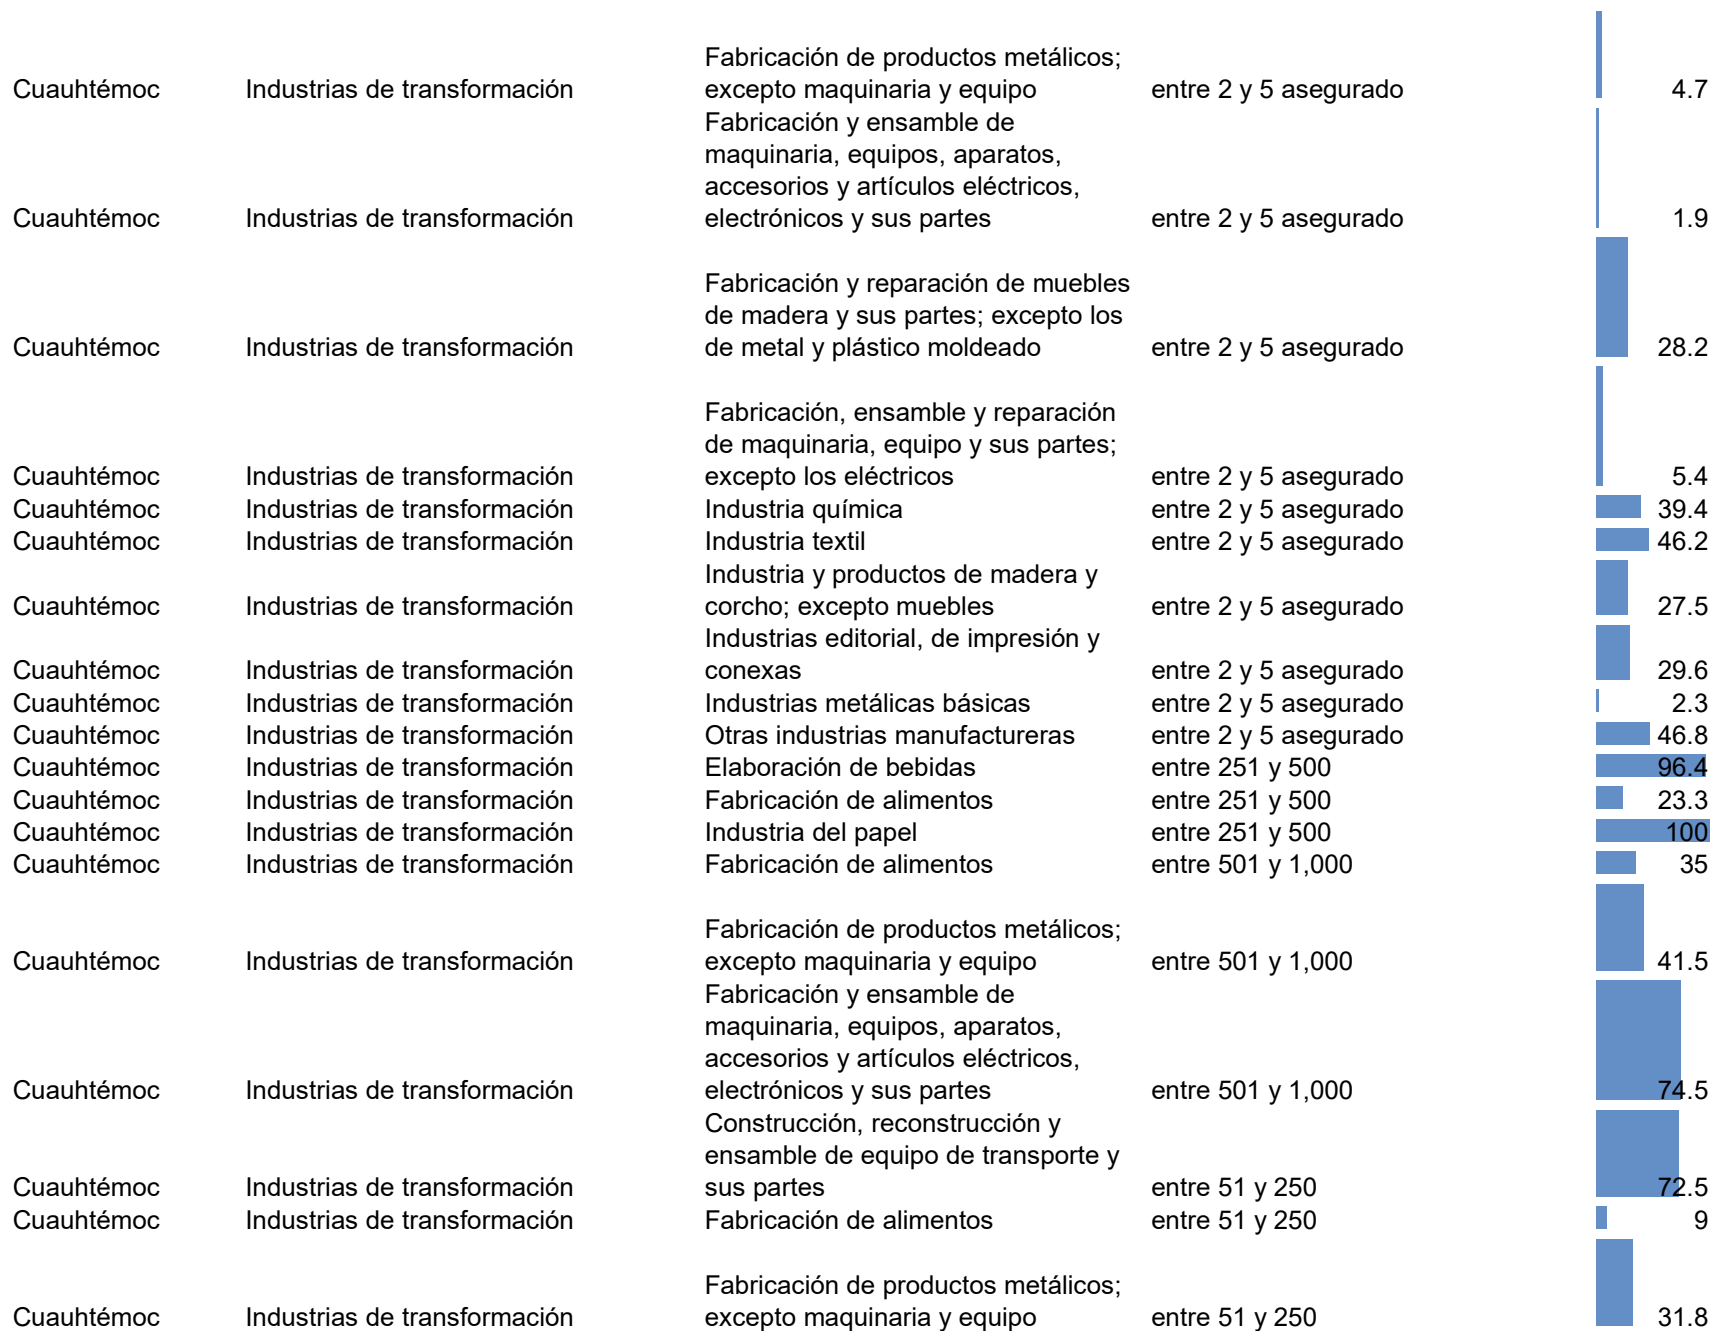 Fabricación de productos metálicos;
Cuauhtémoc Industrias de transformación excepto maquinaria y equipo entre 2 y 5 asegurado 4.7
Fabricación y ensamble de
maquinaria, equipos, aparatos,
accesorios y artículos eléctricos,
Cuauhtémoc Industrias de transformación electrónicos y sus partes entre 2 y 5 asegurado 1.9
Fabricación y reparación de muebles
de madera y sus partes; excepto los
Cuauhtémoc Industrias de transformación de metal y plástico moldeado entre 2 y 5 asegurado 28.2
Fabricación, ensamble y reparación
de maquinaria, equipo y sus partes;
Cuauhtémoc Industrias de transformación excepto los eléctricos entre 2 y 5 asegurado 5.4
Cuauhtémoc Industrias de transformación Industria química entre 2 y 5 asegurado 39.4
Cuauhtémoc Industrias de transformación Industria textil entre 2 y 5 asegurado 46.2
Industria y productos de madera y
Cuauhtémoc Industrias de transformación corcho; excepto muebles entre 2 y 5 asegurado 27.5
Industrias editorial, de impresión y
Cuauhtémoc Industrias de transformación conexas entre 2 y 5 asegurado 29.6
Cuauhtémoc Industrias de transformación Industrias metálicas básicas entre 2 y 5 asegurado 2.3
Cuauhtémoc Industrias de transformación Otras industrias manufactureras entre 2 y 5 asegurado 46.8
Cuauhtémoc Industrias de transformación Elaboración de bebidas entre 251 y 500 96.4
Cuauhtémoc Industrias de transformación Fabricación de alimentos entre 251 y 500 23.3
Cuauhtémoc Industrias de transformación Industria del papel entre 251 y 500 100
Cuauhtémoc Industrias de transformación Fabricación de alimentos entre 501 y 1,000 35
Fabricación de productos metálicos;
Cuauhtémoc Industrias de transformación excepto maquinaria y equipo entre 501 y 1,000 41.5
Fabricación y ensamble de
maquinaria, equipos, aparatos,
accesorios y artículos eléctricos,
Cuauhtémoc Industrias de transformación electrónicos y sus partes entre 501 y 1,000 74.5
Construcción, reconstrucción y
ensamble de equipo de transporte y
Cuauhtémoc Industrias de transformación sus partes entre 51 y 250 72.5
Cuauhtémoc Industrias de transformación Fabricación de alimentos entre 51 y 250 9
Fabricación de productos metálicos;
Cuauhtémoc Industrias de transformación excepto maquinaria y equipo entre 51 y 250 31.8